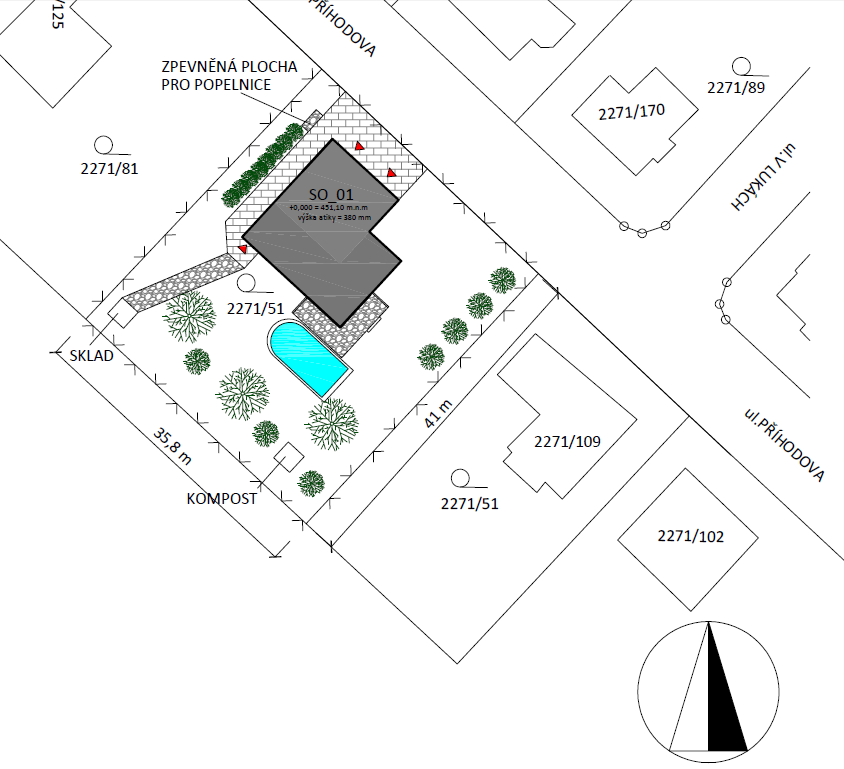 /125
PŘÍHODOVA
ZPEVNĚNÁ PLOCHA
PRO POPELNICE
2271/89
2271/170
ul.V LUKÁCH
2271/81
SO_01
+0,000 = 451,10 m.n.m
výška atiky = 380 mm
2271/51
SKLAD
35,8 m
41 m
ul.PŘÍHODOVA
2271/109
KOMPOST
2271/51
2271/102